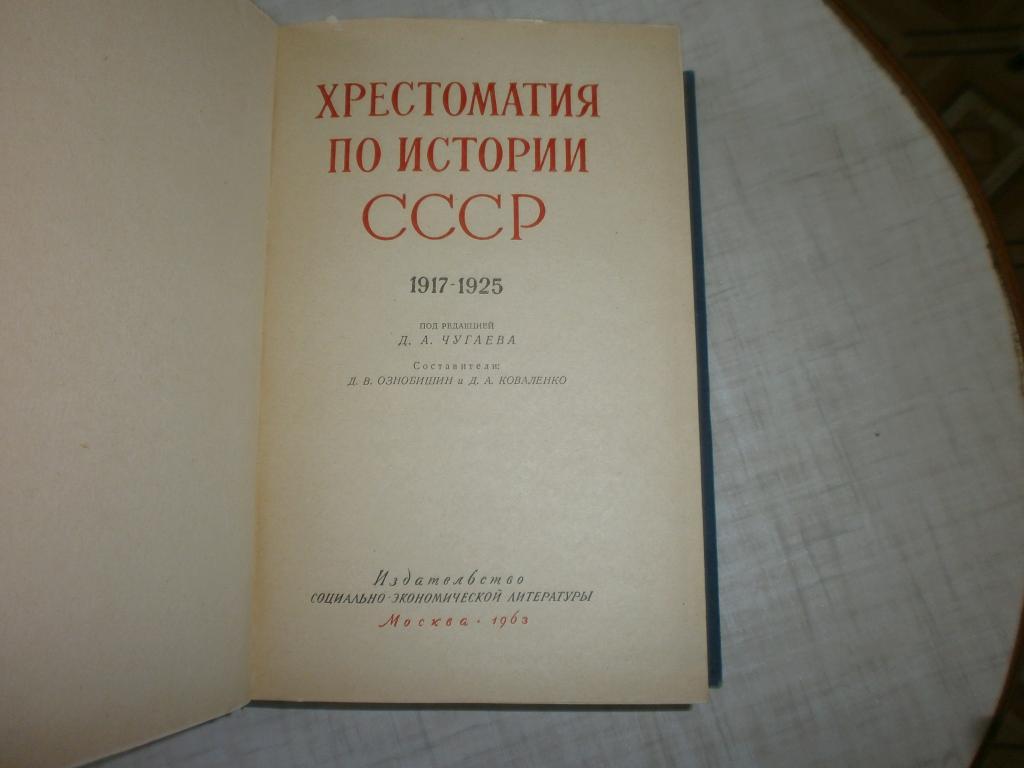 ХРЕСТОМАТИЯ
ПО ИСТОРИИ
СССР
1917-1925
ПОД РЕДАКЦИЕЙ
Д. А. ЧУГАЕВА
Составители:
Д. В. ОЗНОБИШИН и Д. А. КОВАЛЕНКО
Издательство
СОЦИАЛЬНО-ЭКОНОМИЧЕСКОЙ ЛИТЕРАТУРЫ
Москва · 1963